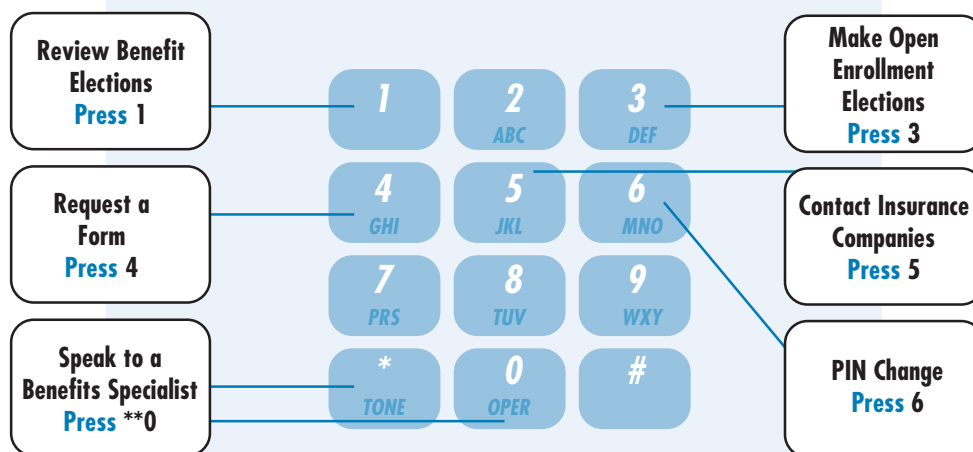 Review Benefit
Elections
Press 1
Request a
Form
Press 4
Speak to a
Benefits Specialist
Press **0
1
2
ABC
3
DEF
4
GHI
5
JKL
6
MNO
7
PRS
8
TUV
9
WXY
*
TONE
0
OPER
#
Make Open
Enrollment
Elections
Press 3
Contact Insurance
Companies
Press 5
PIN Change
Press 6